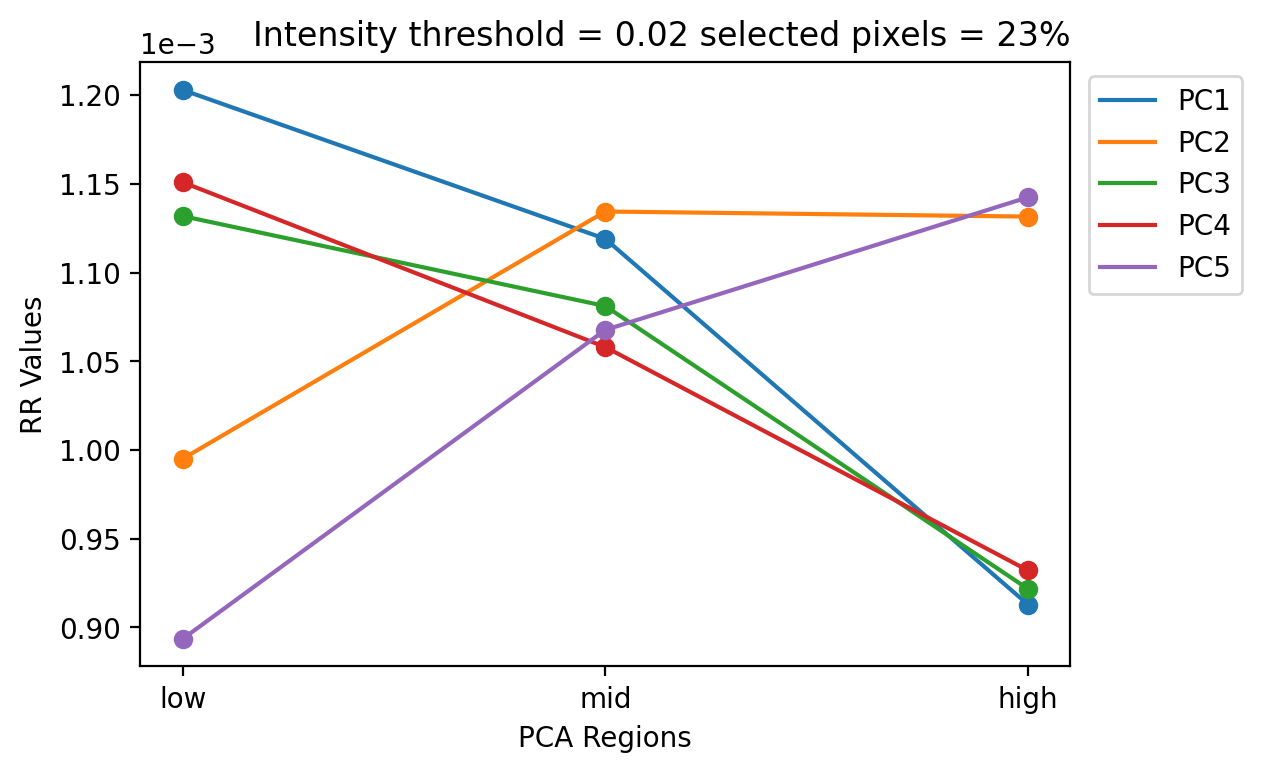 1e−3
Intensity threshold = 0.02 selected pixels = 23%
1.20
1.15
1.10
1.05
1.00
0.95
0.90
RR Values
low
mid
high
PCA Regions
PC1
PC2
PC3
PC4
PC5